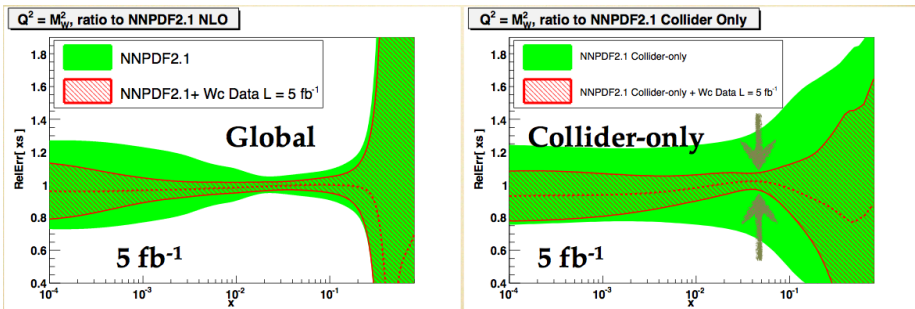 Q² = M²_W, ratio to NNPDF2.1 NLO
RelErr[ xs ]
1.8
1.6
1.4
1.2
1
0.8
0.6
0.4
NNPDF2.1
NNPDF2.1+ Wc Data L = 5 fb⁻¹
Global
5 fb⁻¹
10⁻⁴
10⁻³
10⁻²
10⁻¹
x
Q² = M²_W, ratio to NNPDF2.1 Collider Only
RelErr[ xs ]
1.8
1.6
1.4
1.2
1
0.8
0.6
0.4
NNPDF2.1 Collider-only
NNPDF2.1 Collider-only + Wc Data L = 5 fb⁻¹
Collider-only
5 fb⁻¹
10⁻⁴
10⁻³
10⁻²
10⁻¹
x